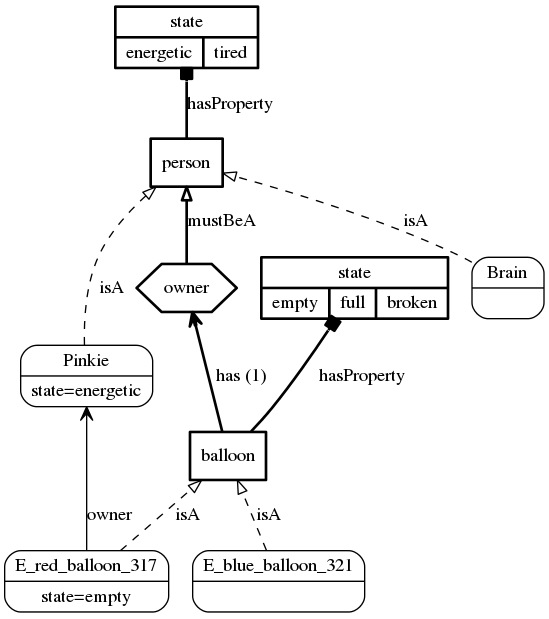 state
energetic tired
hasProperty
person
mustBeA
isA
isA
owner
state
empty full broken
Brain
Pinkie
state=energetic
has (1)
hasProperty
balloon
owner
isA
isA
E_red_balloon_317
state=empty
E_blue_balloon_321